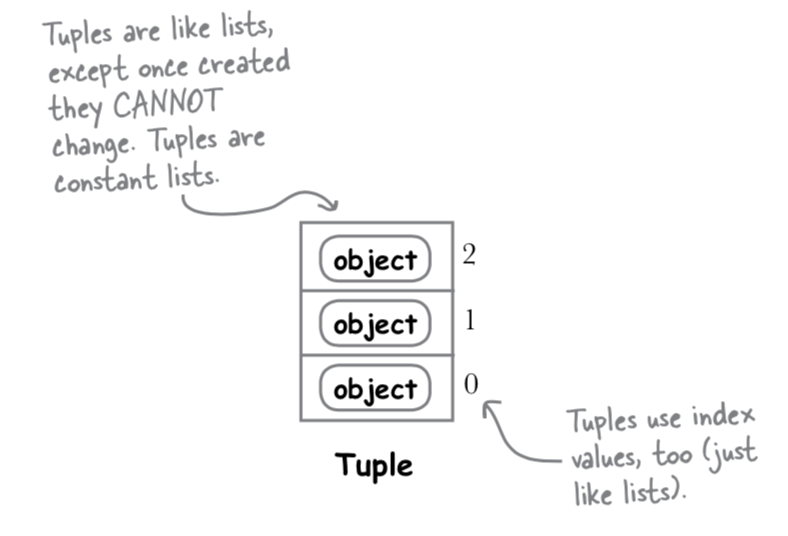 Tuples are like lists,
except once created
they CANNOT
change. Tuples are
constant lists.
object 2
object 1
object 0
Tuple
Tuples use index
values, too (just
like lists).